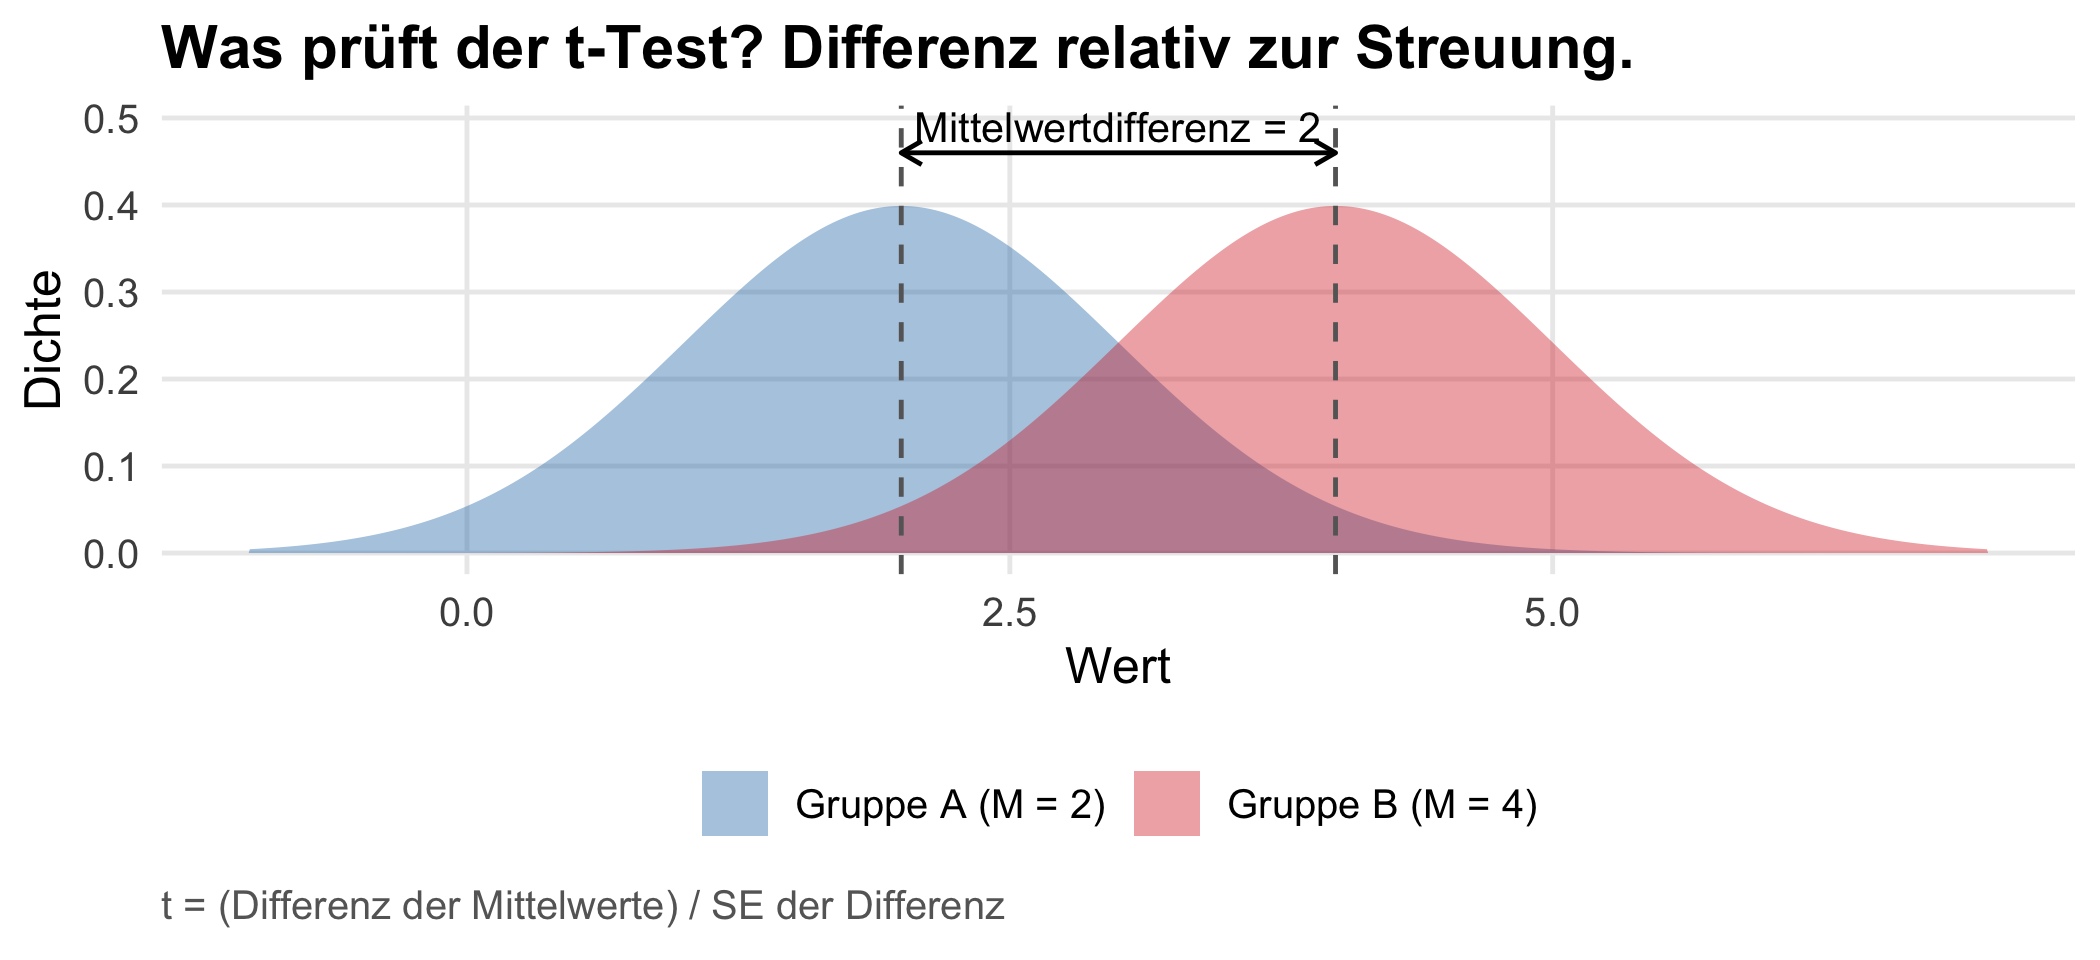 Was prüft der t-Test? Differenz relativ zur Streuung.
Mittelwertdifferenz = 2
0.5
0.4
0.3
0.2
0.1
0.0
Dichte
0.0 2.5 5.0
Wert
Gruppe A (M = 2) Gruppe B (M = 4)
t = (Differenz der Mittelwerte) / SE der Differenz